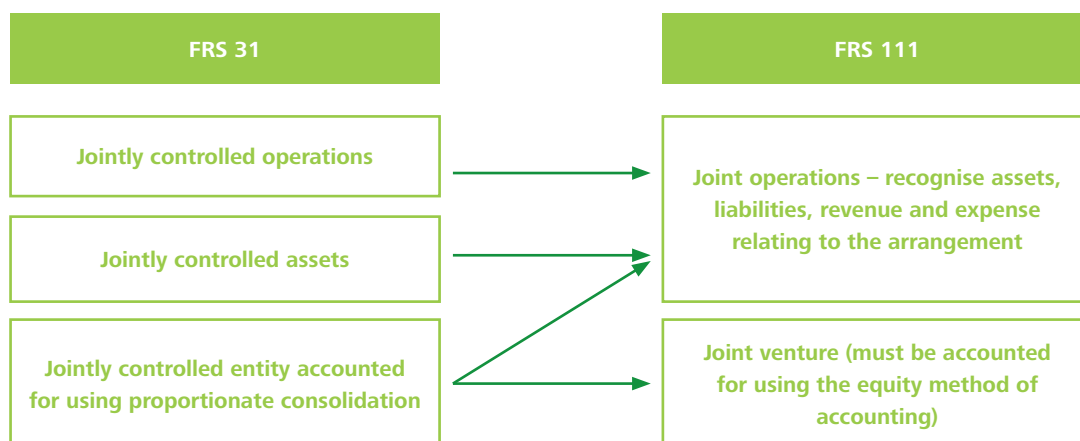 FRS 31
FRS 111
Jointly controlled operations
Jointly controlled assets
Jointly controlled entity accounted
for using proportionate consolidation
Joint operations – recognise assets,
liabilities, revenue and expense
relating to the arrangement
Joint venture (must be accounted
for using the equity method of
accounting)